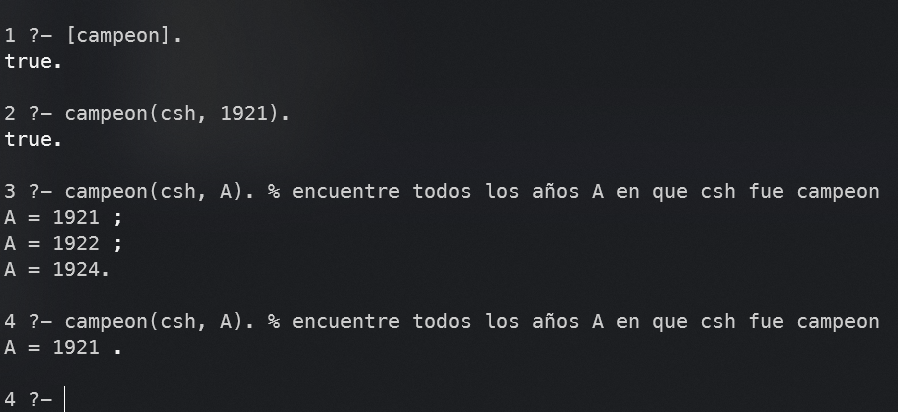 1 ?- [campeon].
true.
2 ?- campeon(csh, 1921).
true.
3 ?- campeon(csh, A). % encuentre todos los años A en que csh fue campeon
A = 1921 ;
A = 1922 ;
A = 1924.
4 ?- campeon(csh, A). % encuentre todos los años A en que csh fue campeon
A = 1921 .
4 ?-